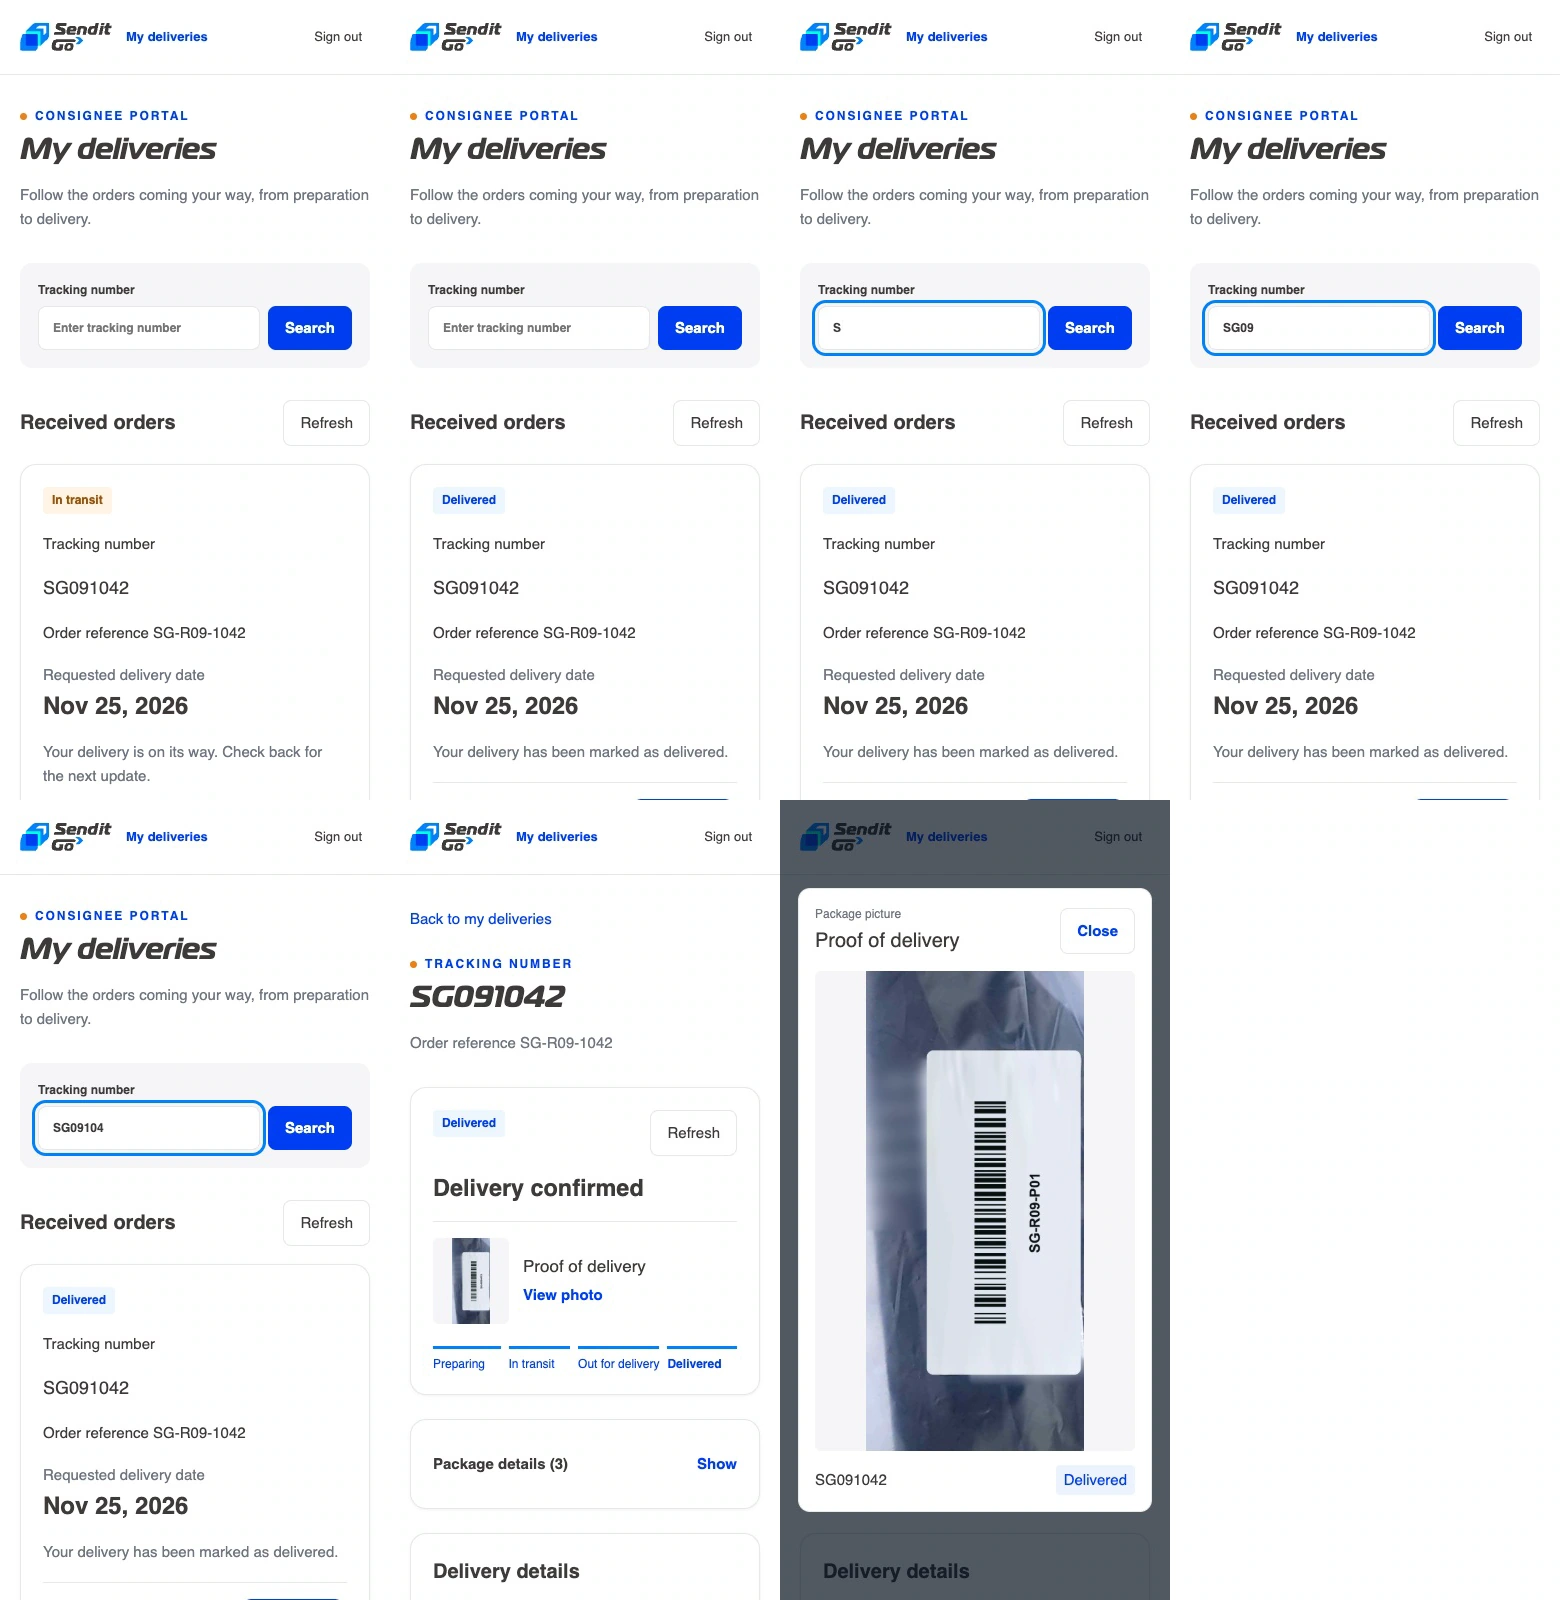 Sendit Go
My deliveries
Sign out
CONSIGNEE PORTAL
My deliveries
Follow the orders coming your way, from preparation
to delivery.
Tracking number
Enter tracking number
Search
Received orders
Refresh
In transit
Tracking number
SG091042
Order reference SG-R09-1042
Requested delivery date
Nov 25, 2026
Your delivery is on its way. Check back for
the next update.
Sendit Go
My deliveries
Sign out
CONSIGNEE PORTAL
My deliveries
Follow the orders coming your way, from preparation
to delivery.
Tracking number
Enter tracking number
Search
Received orders
Refresh
Delivered
Tracking number
SG091042
Order reference SG-R09-1042
Requested delivery date
Nov 25, 2026
Your delivery has been marked as delivered.
Sendit Go
My deliveries
Sign out
CONSIGNEE PORTAL
My deliveries
Follow the orders coming your way, from preparation
to delivery.
Tracking number
S
Search
Received orders
Refresh
Delivered
Tracking number
SG091042
Order reference SG-R09-1042
Requested delivery date
Nov 25, 2026
Your delivery has been marked as delivered.
Sendit Go
My deliveries
Sign out
CONSIGNEE PORTAL
My deliveries
Follow the orders coming your way, from preparation
to delivery.
Tracking number
SG09
Search
Received orders
Refresh
Delivered
Tracking number
SG091042
Order reference SG-R09-1042
Requested delivery date
Nov 25, 2026
Your delivery has been marked as delivered.
Sendit Go
My deliveries
Sign out
CONSIGNEE PORTAL
My deliveries
Follow the orders coming your way, from preparation
to delivery.
Tracking number
SG09104
Search
Received orders
Refresh
Delivered
Tracking number
SG091042
Order reference SG-R09-1042
Requested delivery date
Nov 25, 2026
Your delivery has been marked as delivered.
Sendit Go
My deliveries
Sign out
Back to my deliveries
TRACKING NUMBER
SG091042
Order reference SG-R09-1042
Delivered
Refresh
Delivery confirmed
Proof of delivery
View photo
Preparing
In transit
Out for delivery
Delivered
Package details (3)
Show
Delivery details
Sendit Go
My deliveries
Sign out
Package picture
Proof of delivery
Close
SG-R09-P01
SG091042
Delivered
Delivery details